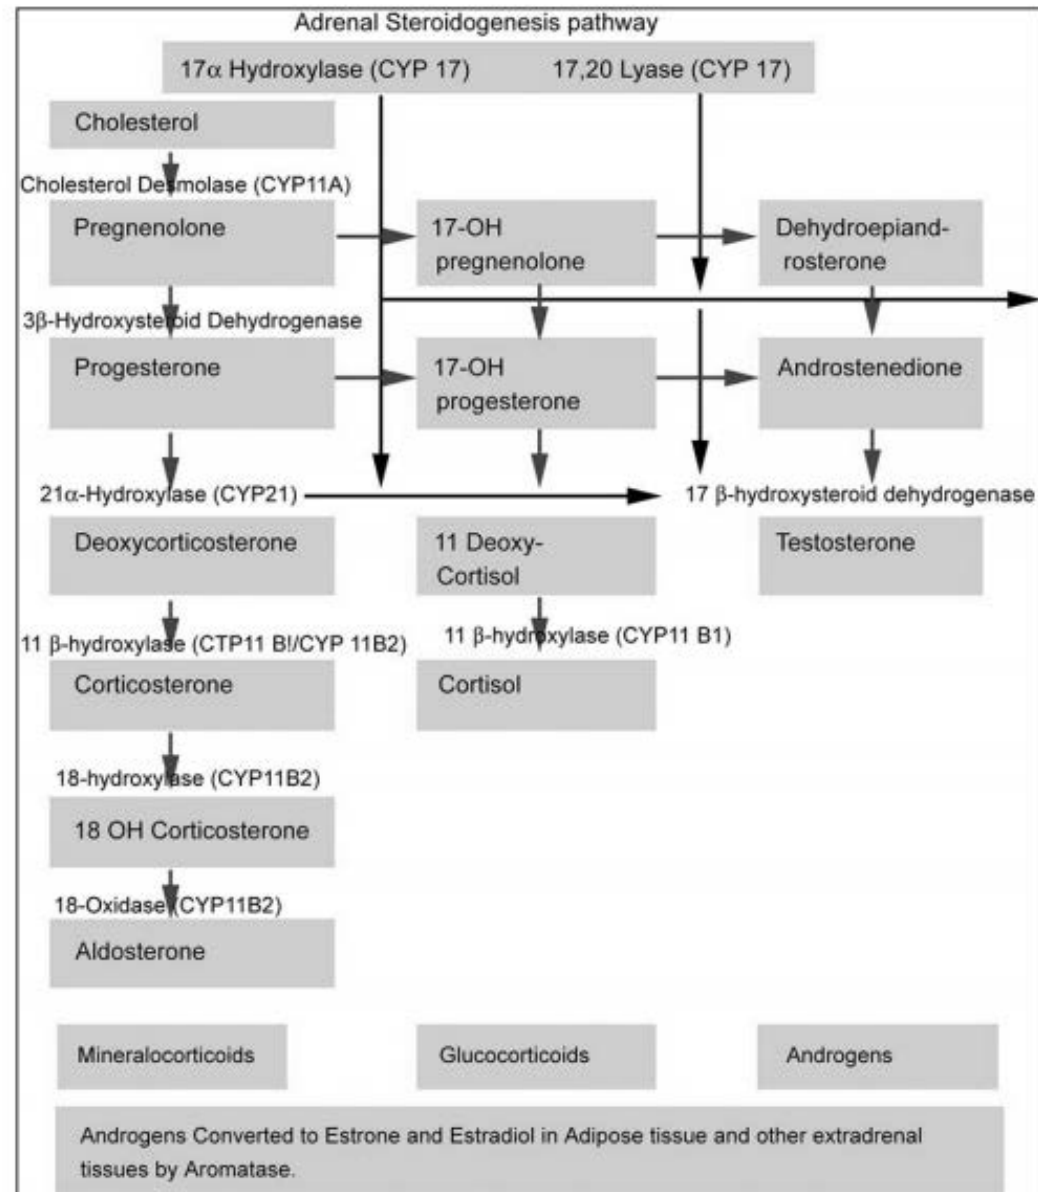 Adrenal Steroidogenesis pathway
17α Hydroxylase (CYP 17) 17,20 Lyase (CYP 17)
Cholesterol
Cholesterol Desmolase (CYP11A)
Pregnenolone
17-OH
pregnenolone
Dehydroepiand-
rosterone
3β-Hydroxysteroid Dehydrogenase
Progesterone
17-OH
progesterone
Androstenedione
21α-Hydroxylase (CYP21)
17 β-hydroxysteroid dehydrogenase
Deoxycorticosterone
11 Deoxy-
Cortisol
Testosterone
11 β-hydroxylase (CTP11 B!/CYP 11B2)
11 β-hydroxylase (CYP11 B1)
Corticosterone
Cortisol
18-hydroxylase (CYP11B2)
18 OH Corticosterone
18-Oxidase (CYP11B2)
Aldosterone
Mineralocorticoids
Glucocorticoids
Androgens
Androgens Converted to Estrone and Estradiol in Adipose tissue and other extradrenal
tissues by Aromatase.